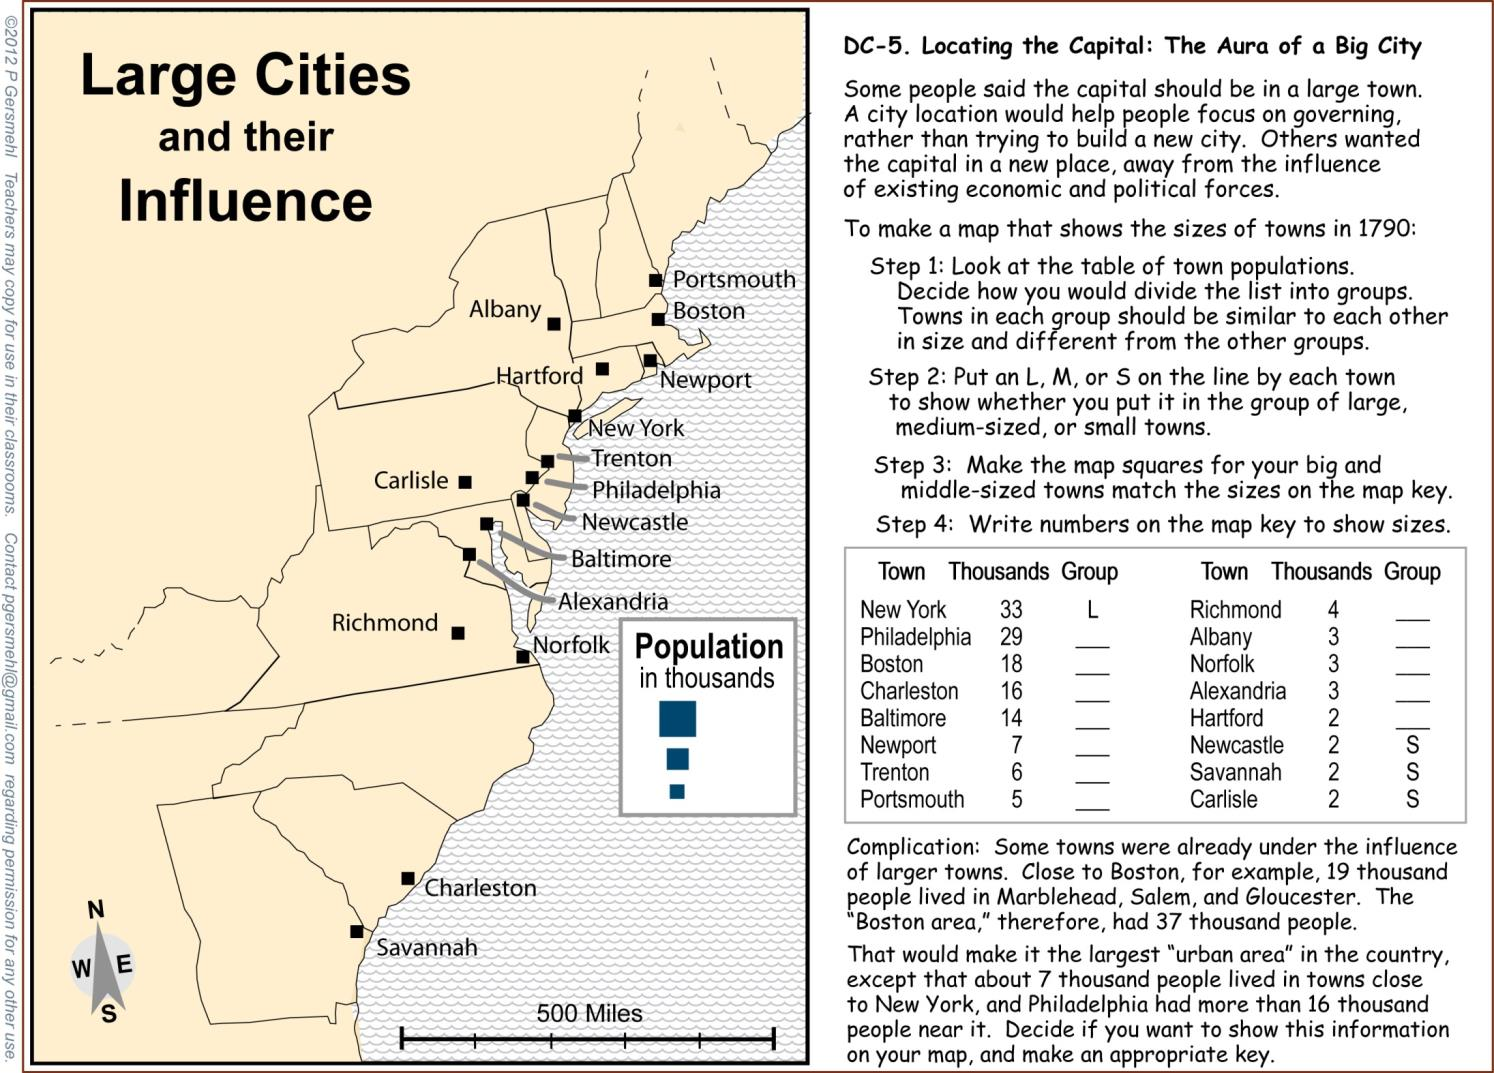 ©2012 P Gersmehl Teachers may copy for use in their classrooms. Contact pgersmehl@gmail.com regarding permission for any other use.
Large Cities
and their
Influence
Portsmouth
Boston
Albany
Hartford
Newport
New York
Trenton
Carlisle
Philadelphia
Newcastle
Baltimore
Alexandria
Richmond
Norfolk
Population
in thousands
Charleston
Savannah
N
W E
S
500 Miles
DC-5. Locating the Capital: The Aura of a Big City
Some people said the capital should be in a large town.
A city location would help people focus on governing,
rather than trying to build a new city. Others wanted
the capital in a new place, away from the influence
of existing economic and political forces.
To make a map that shows the sizes of towns in 1790:
Step 1: Look at the table of town populations.
Decide how you would divide the list into groups.
Towns in each group should be similar to each other
in size and different from the other groups.
Step 2: Put an L, M, or S on the line by each town
to show whether you put it in the group of large,
medium-sized, or small towns.
Step 3: Make the map squares for your big and
middle-sized towns match the sizes on the map key.
Step 4: Write numbers on the map key to show sizes.
Town Thousands Group Town Thousands Group
New York 33 L Richmond 4 ___
Philadelphia 29 ___ Albany 3 ___
Boston 18 ___ Norfolk 3 ___
Charleston 16 ___ Alexandria 3 ___
Baltimore 14 ___ Hartford 2 ___
Newport 7 ___ Newcastle 2 S
Trenton 6 ___ Savannah 2 S
Portsmouth 5 ___ Carlisle 2 S
Complication: Some towns were already under the influence
of larger towns. Close to Boston, for example, 19 thousand
people lived in Marblehead, Salem, and Gloucester. The
“Boston area,” therefore, had 37 thousand people.
That would make it the largest “urban area” in the country,
except that about 7 thousand people lived in towns close
to New York, and Philadelphia had more than 16 thousand
people near it. Decide if you want to show this information
on your map, and make an appropriate key.